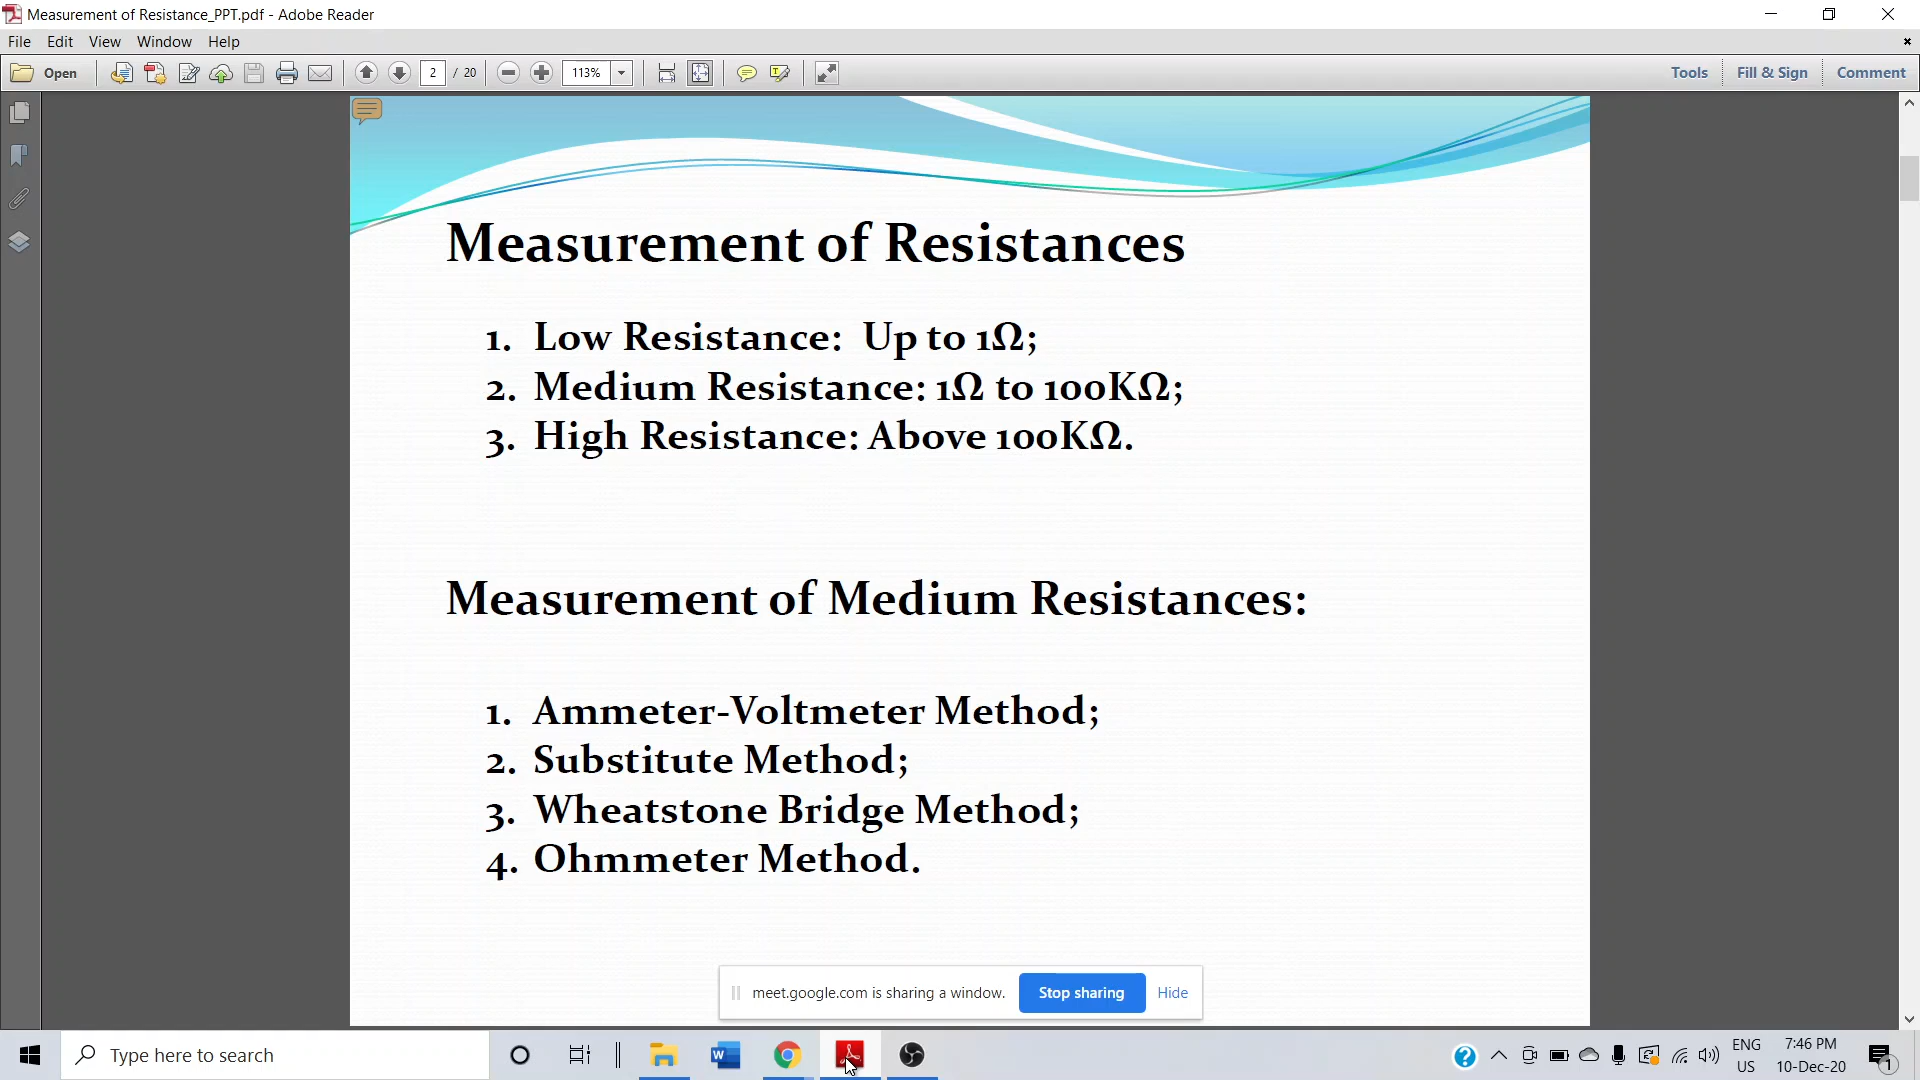 Measurement of Resistance_PPT.pdf - Adobe Reader
File Edit View Window Help
Open 2 / 20 113% Tools Fill & Sign Comment
Measurement of Resistances
1. Low Resistance: Up to 1Ω;
2. Medium Resistance: 1Ω to 100KΩ;
3. High Resistance: Above 100KΩ.
Measurement of Medium Resistances:
1. Ammeter-Voltmeter Method;
2. Substitute Method;
3. Wheatstone Bridge Method;
4. Ohmmeter Method.
meet.google.com is sharing a window. Stop sharing Hide
Type here to search
ENG
US
7:46 PM
10-Dec-20
1